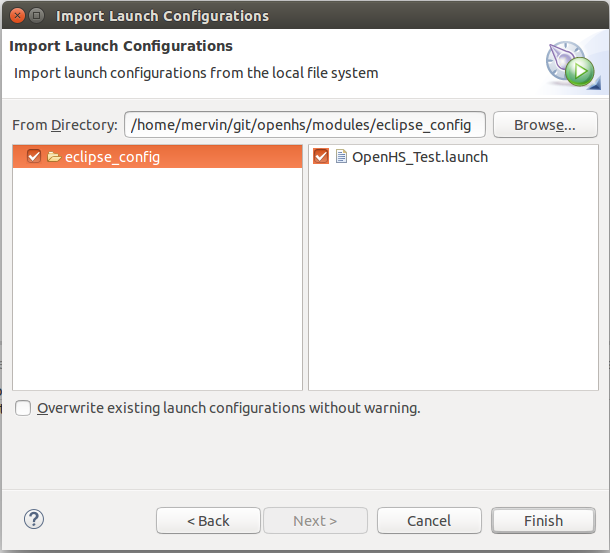 Import Launch Configurations
Import Launch Configurations
Import launch configurations from the local file system
From Directory: /home/mervin/git/openhs/modules/eclipse_config Browse...
eclipse_config OpenHS_Test.launch
Overwrite existing launch configurations without warning.
? < Back Next > Cancel Finish